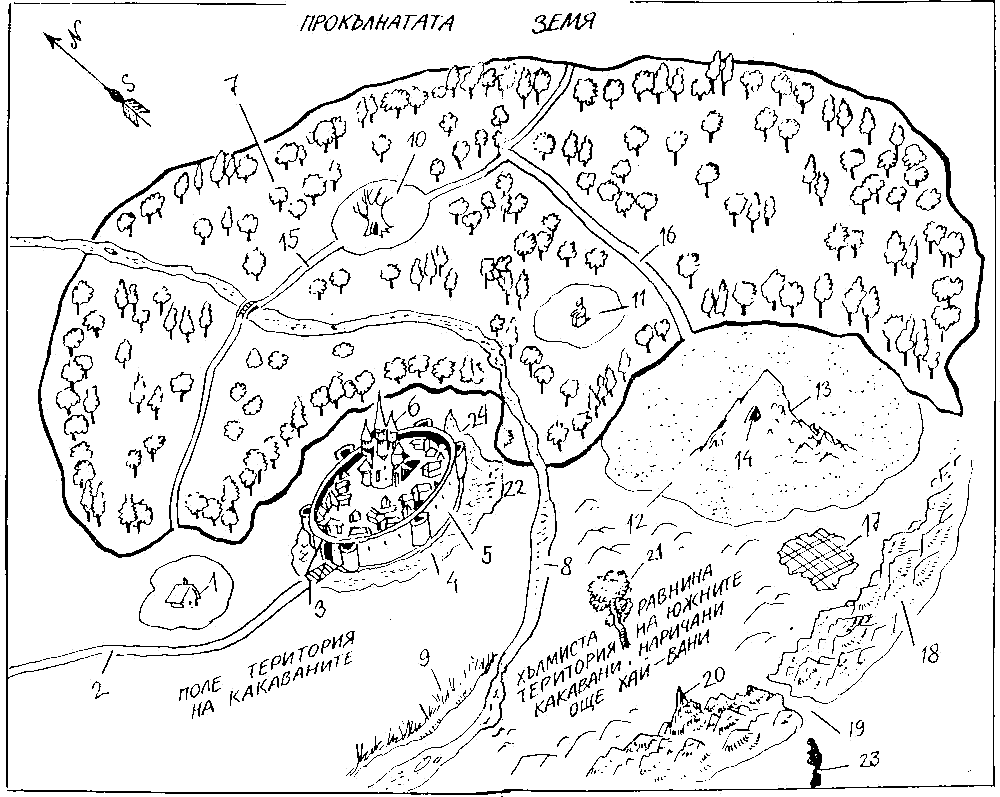 ПРОКЪЛНАТАТА ЗЕМЯ
N
S
7
10
15
16
11
13
14
6
24
22
12
17
5
21
8
1
3
4
18
2
ПОЛЕ ТЕРИТОРИЯ
НА КАКАВАНИТЕ
9
ХЪЛМИСТА РАВНИНА
ТЕРИТОРИЯ НА ЮЖНИТЕ
КАКАВАНИ, НАРИЧАНИ
ОЩЕ ХАЙ-ВАНИ
20
19
23